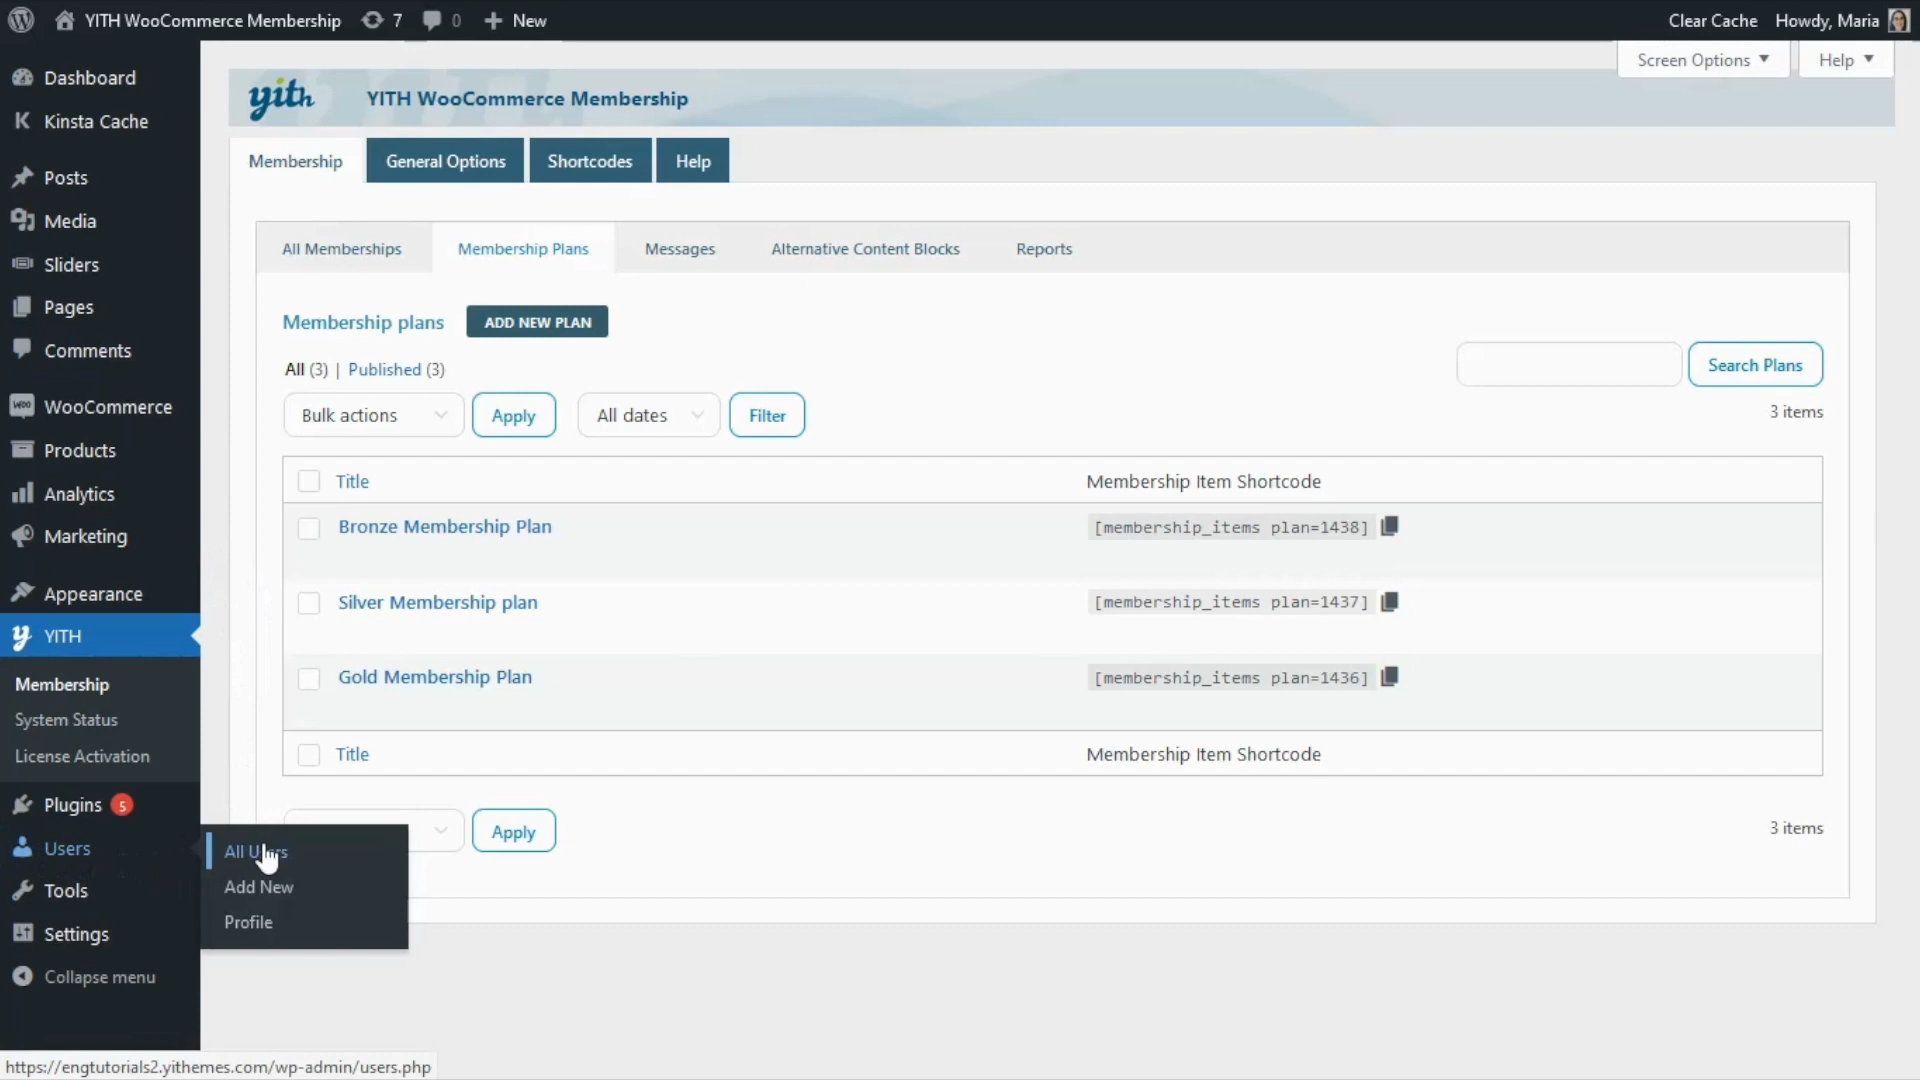 YITH WooCommerce Membership 7 0 New Clear Cache Howdy, Maria
Screen Options Help
yith YITH WooCommerce Membership
Membership General Options Shortcodes Help
All Memberships Membership Plans Messages Alternative Content Blocks Reports
Membership plans ADD NEW PLAN
All (3) | Published (3)
Search Plans
Bulk actions Apply All dates Filter
3 items
Title Membership Item Shortcode
Bronze Membership Plan [membership_items plan=1438]
Silver Membership plan [membership_items plan=1437]
Gold Membership Plan [membership_items plan=1436]
Title Membership Item Shortcode
Apply 3 items
Dashboard
Kinsta Cache
Posts
Media
Sliders
Pages
Comments
WooCommerce
Products
Analytics
Marketing
Appearance
YITH
Membership
System Status
License Activation
Plugins 5
Users
Tools
Settings
Collapse menu
All Users
Add New
Profile
https://engtutorials2.yithemes.com/wp-admin/users.php